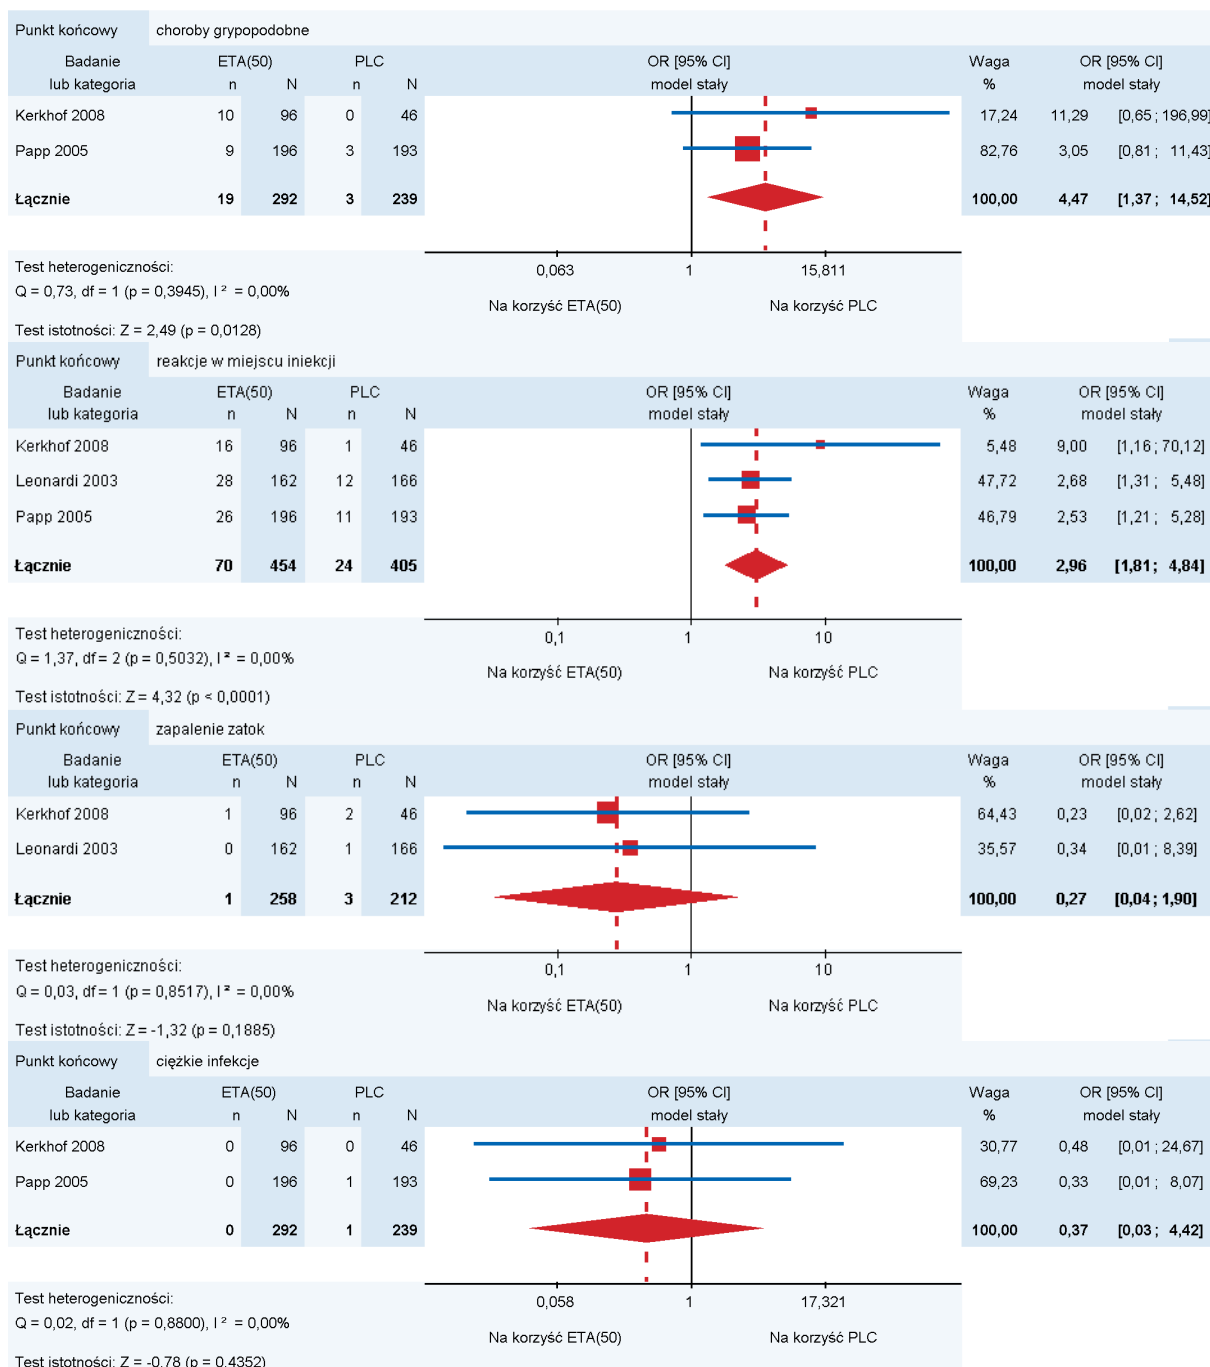 Punkt końcowy choroby grypopodobne
Badanie ETA(50) PLC OR [95% CI] Waga OR [95% CI]
lub kategoria n N n N model stały % model stały
Kerkhof 2008 10 96 0 46 17,24 11,29 [0,65 ; 196,99]
Papp 2005 9 196 3 193 82,76 3,05 [0,81 ; 11,43]
Łącznie 19 292 3 239 100,00 4,47 [1,37 ; 14,52]
Test heterogeniczności: 0,063 1 15,811
Q = 0,73, df = 1 (p = 0,3945), I ² = 0,00%
Na korzyść ETA(50) Na korzyść PLC
Test istotności: Z = 2,49 (p = 0,0128)
Punkt końcowy reakcje w miejscu iniekcji
Badanie ETA(50) PLC OR [95% CI] Waga OR [95% CI]
lub kategoria n N n N model stały % model stały
Kerkhof 2008 16 96 1 46 5,48 9,00 [1,16 ; 70,12]
Leonardi 2003 28 162 12 166 47,72 2,68 [1,31 ; 5,48]
Papp 2005 26 196 11 193 46,79 2,53 [1,21 ; 5,28]
Łącznie 70 454 24 405 100,00 2,96 [1,81 ; 4,84]
Test heterogeniczności: 0,1 1 10
Q = 1,37, df = 2 (p = 0,5032), I ² = 0,00%
Na korzyść ETA(50) Na korzyść PLC
Test istotności: Z = 4,32 (p < 0,0001)
Punkt końcowy zapalenie zatok
Badanie ETA(50) PLC OR [95% CI] Waga OR [95% CI]
lub kategoria n N n N model stały % model stały
Kerkhof 2008 1 96 2 46 64,43 0,23 [0,02 ; 2,62]
Leonardi 2003 0 162 1 166 35,57 0,34 [0,01 ; 8,39]
Łącznie 1 258 3 212 100,00 0,27 [0,04 ; 1,90]
Test heterogeniczności: 0,1 1 10
Q = 0,03, df = 1 (p = 0,8517), I ² = 0,00%
Na korzyść ETA(50) Na korzyść PLC
Test istotności: Z = -1,32 (p = 0,1885)
Punkt końcowy ciężkie infekcje
Badanie ETA(50) PLC OR [95% CI] Waga OR [95% CI]
lub kategoria n N n N model stały % model stały
Kerkhof 2008 0 96 0 46 30,77 0,48 [0,01 ; 24,67]
Papp 2005 0 196 1 193 69,23 0,33 [0,01 ; 8,07]
Łącznie 0 292 1 239 100,00 0,37 [0,03 ; 4,42]
Test heterogeniczności: 0,058 1 17,321
Q = 0,02, df = 1 (p = 0,8800), I ² = 0,00%
Na korzyść ETA(50) Na korzyść PLC
Test istotności: Z = -0,78 (p = 0,4352)